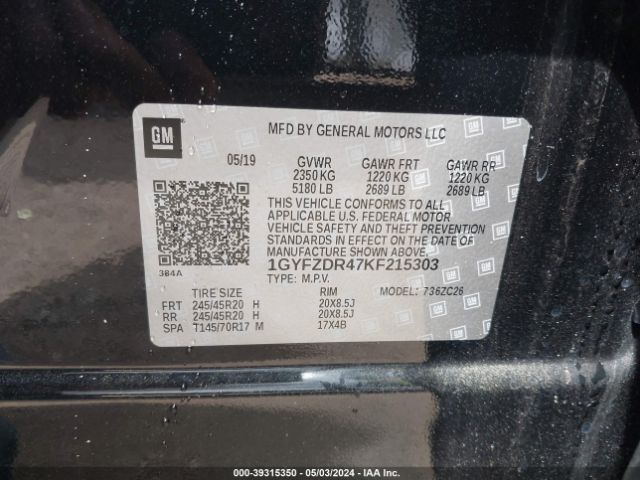 GM
MFD BY GENERAL MOTORS LLC
05/19 GVWR GAWR FRT GAWR RR
2350 KG 1220 KG 1220 KG
5180 LB 2689 LB 2689 LB
THIS VEHICLE CONFORMS TO ALL
APPLICABLE U.S. FEDERAL MOTOR
VEHICLE SAFETY AND THEFT PREVENTION
STANDARDS IN EFFECT ON THE DATE OF
MANUFACTURE SHOWN ABOVE.
384A
1GYFZDR47KF215303
TYPE: M.P.V. MODEL: 736ZC26
TIRE SIZE RIM
FRT 245/45R20 H 20X8.5J
RR 245/45R20 H 20X8.5J
SPA T145/70R17 M 17X4B
000-39315350 - 05/03/2024 - IAA Inc.